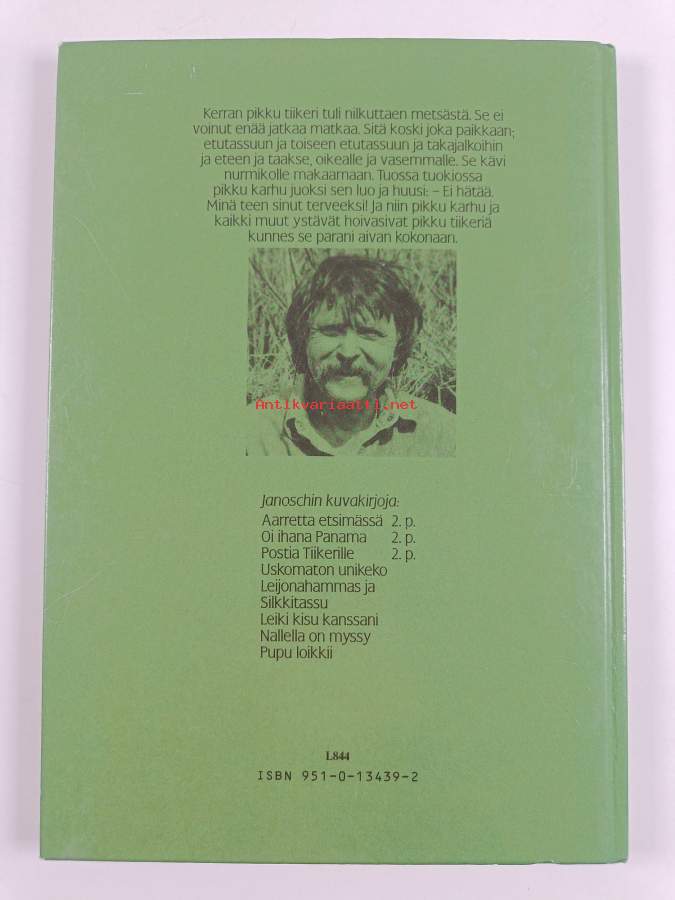 Kerran pikku tiikeri tuli nilkuttaen metsästä. Se ei
voinut enää jatkaa matkaa. Sitä koski joka paikkaan;
etutassuun ja toiseen etutassuun ja takajalkoihin
ja eteen ja taakse, oikealle ja vasemmalle. Se kävi
nurmikolle makaamaan. Tuossa tuokiossa
pikku karhu juoksi sen luo ja huusi: – Ei hätää.
Minä teen sinut terveeksi! Ja niin pikku karhu ja
kaikki muut ystävät hoivasivat pikku tiikeriä
kunnes se parani aivan kokonaan.
Antikvariaatti.net
Janoschin kuvakirjoja:
Aarretta etsimässä 2. p.
Oi ihana Panama 2. p.
Postia Tiikerille 2. p.
Uskomaton unikeko
Leijonahammas ja
Silkkitassu
Leiki kisu kanssani
Nallella on myssy
Pupu loikkii
L844
ISBN 951-0-13439-2